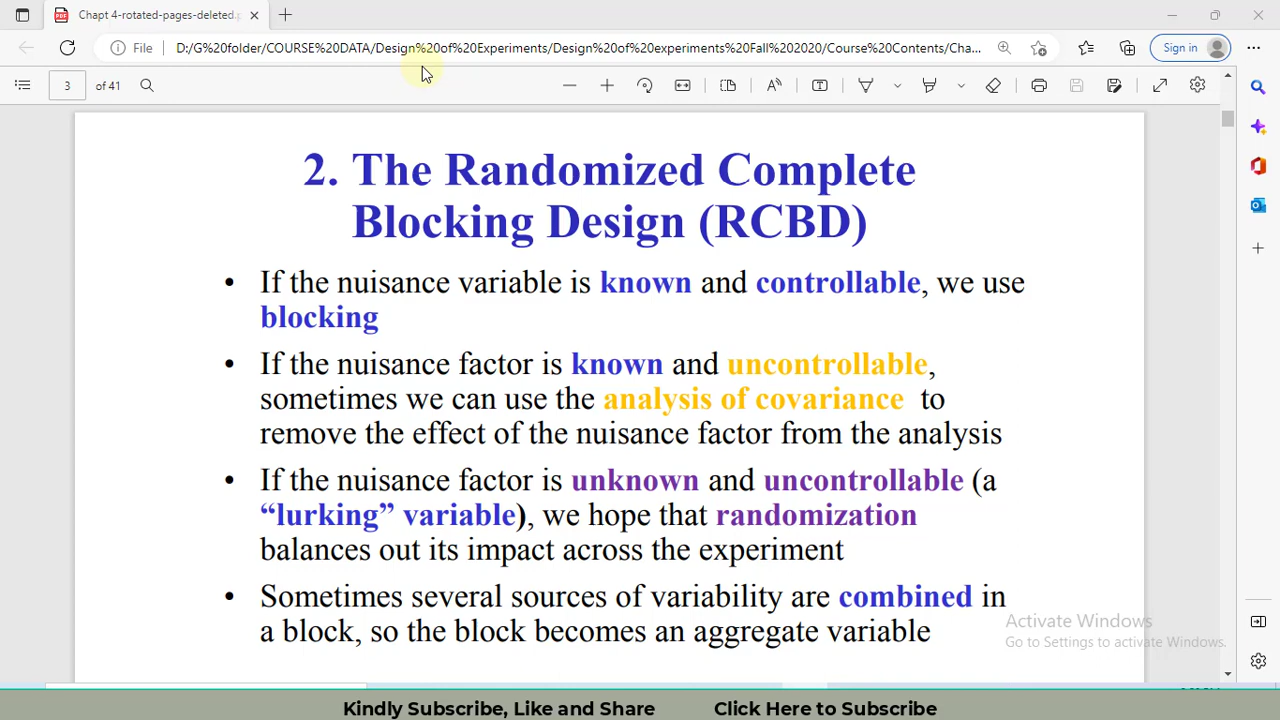 Chapt 4-rotated-pages-deleted.p
File
D:/G%20folder/COURSE%20DATA/Design%20of%20Experiments/Design%20of%20experiments%20Fall%202020/Course%20Contents/Cha...
Sign in
3 of 41
2. The Randomized Complete
Blocking Design (RCBD)
• If the nuisance variable is known and controllable, we use
blocking
• If the nuisance factor is known and uncontrollable,
sometimes we can use the analysis of covariance to
remove the effect of the nuisance factor from the analysis
• If the nuisance factor is unknown and uncontrollable (a
“lurking” variable), we hope that randomization
balances out its impact across the experiment
• Sometimes several sources of variability are combined in
a block, so the block becomes an aggregate variable
Activate Windows
Go to Settings to activate Windows.
Kindly Subscribe, Like and Share Click Here to Subscribe